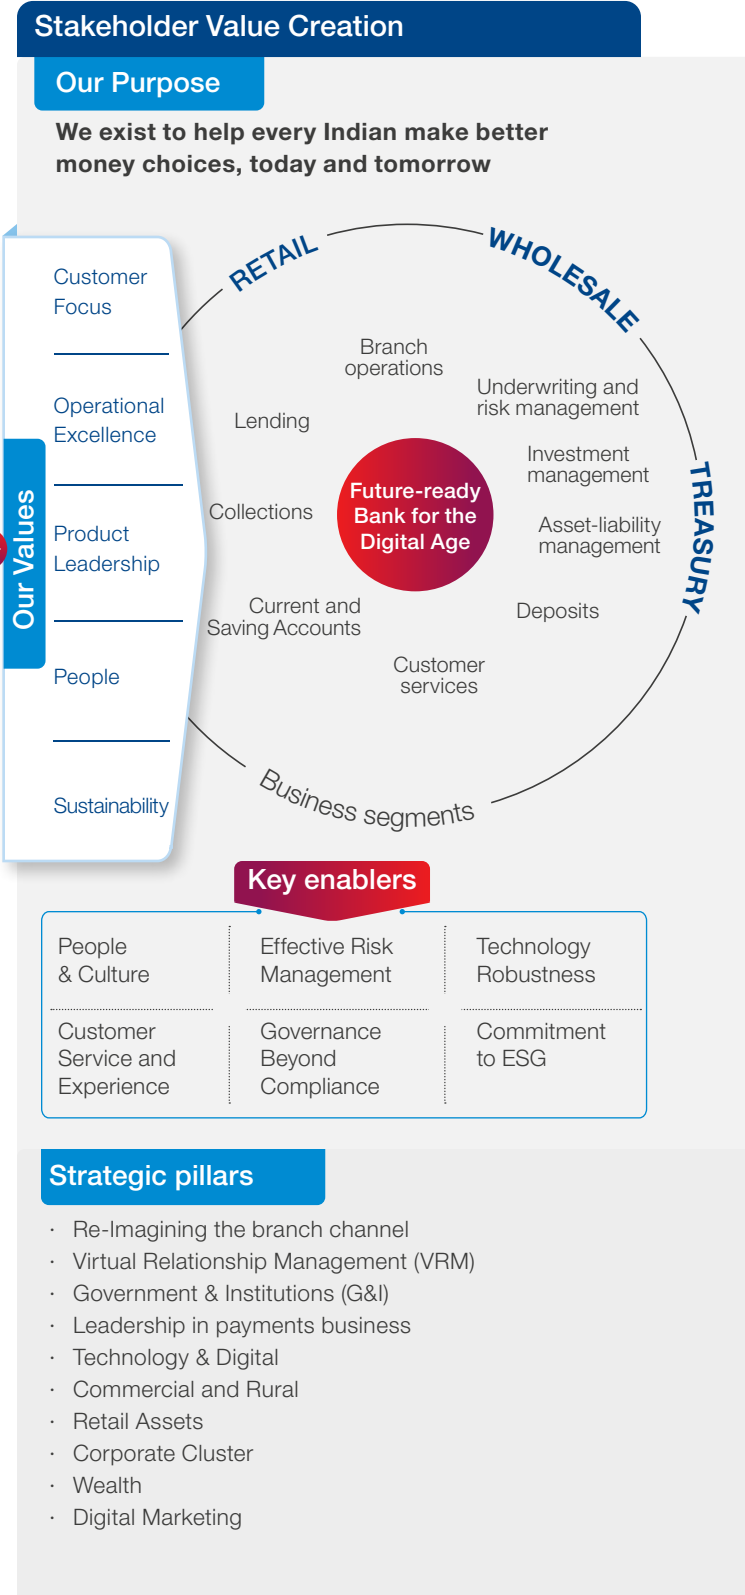 Stakeholder Value Creation
Our Purpose
We exist to help every Indian make better
money choices, today and tomorrow
Our Values
Customer
Focus
Operational
Excellence
Product
Leadership
People
Sustainability
RETAIL
WHOLESALE
TREASURY
Business segments
Branch
operations
Underwriting and
risk management
Investment
management
Asset-liability
management
Deposits
Customer
services
Current and
Saving Accounts
Collections
Lending
Future-ready
Bank for the
Digital Age
Key enablers
People
& Culture
Effective Risk
Management
Technology
Robustness
Customer
Service and
Experience
Governance
Beyond
Compliance
Commitment
to ESG
Strategic pillars
· Re-Imagining the branch channel
· Virtual Relationship Management (VRM)
· Government & Institutions (G&I)
· Leadership in payments business
· Technology & Digital
· Commercial and Rural
· Retail Assets
· Corporate Cluster
· Wealth
· Digital Marketing